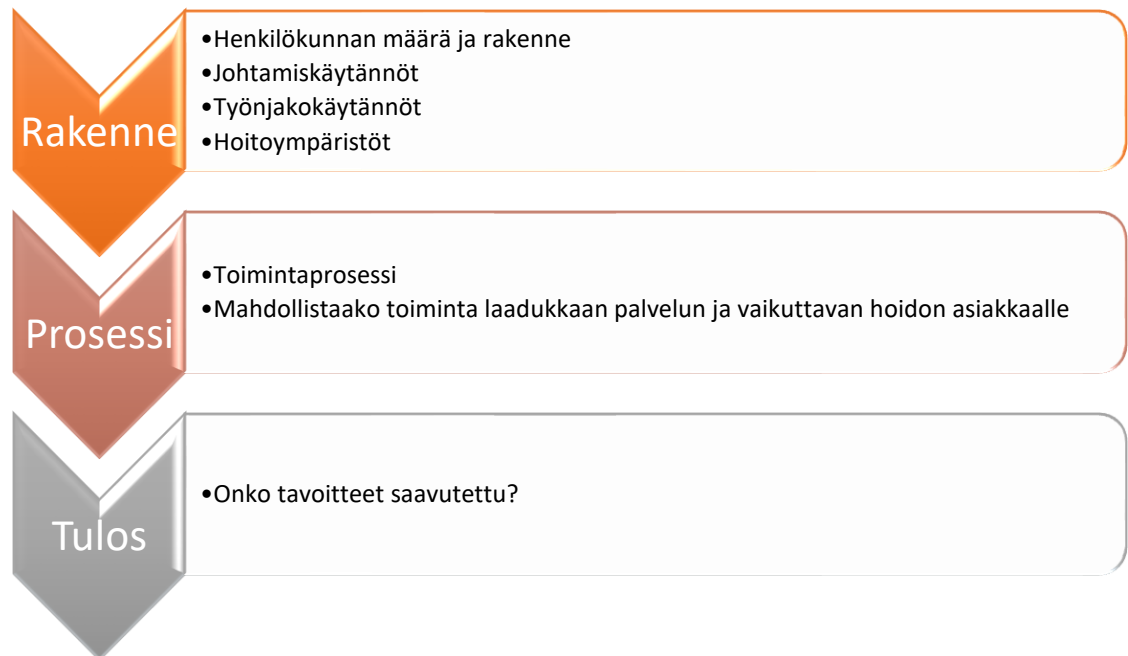 Rakenne
•Henkilökunnan määrä ja rakenne
•Johtamiskäytännöt
•Työnjakokäytännöt
•Hoitoympäristöt
Prosessi
•Toimintaprosessi
•Mahdollistaako toiminta laadukkaan palvelun ja vaikuttavan hoidon asiakkaalle
Tulos
•Onko tavoitteet saavutettu?